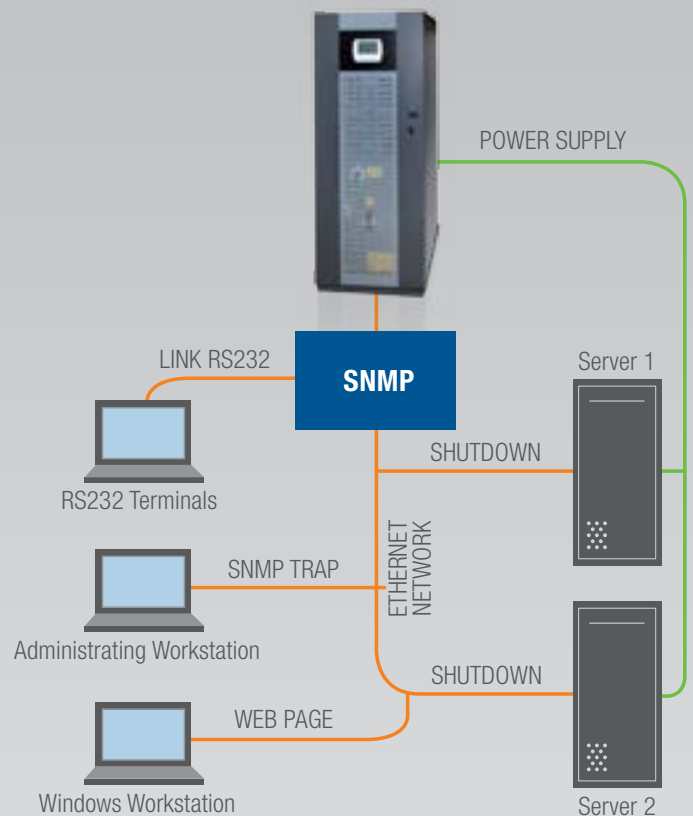 POWER SUPPLY
LINK RS232
SNMP
Server 1
SHUTDOWN
RS232 Terminals
ETHERNET
NETWORK
SNMP TRAP
Administrating Workstation
SHUTDOWN
WEB PAGE
Windows Workstation
Server 2